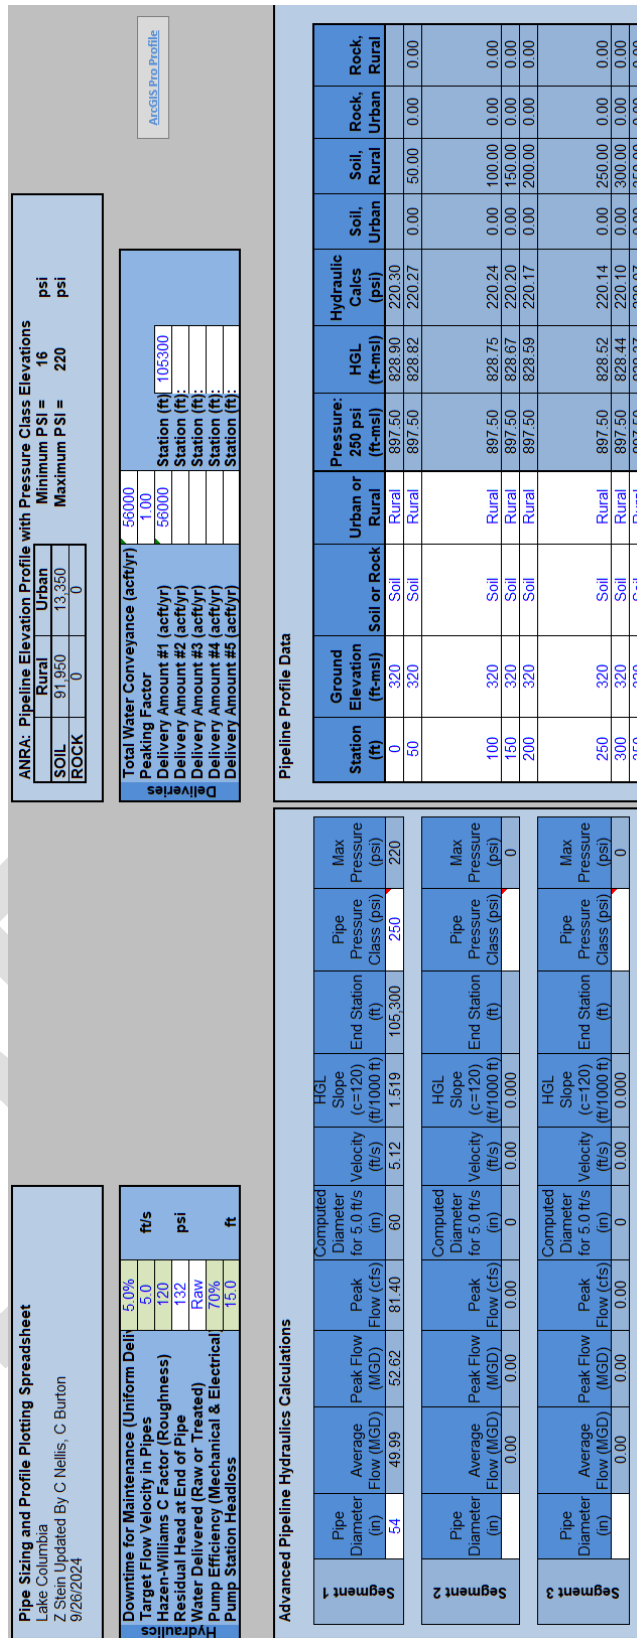 Pipe Sizing and Profile Plotting Spreadsheet
Lake Columbia
Z Stein Updated By C Nellis, C Burton
9/26/2024
ANRA: Pipeline Elevation Profile with Pressure Class Elevations
Rural Urban Minimum PSI = 16 psi
SOIL 91,950 13,350 Maximum PSI = 220 psi
ROCK 0 0
ArcGIS Pro Profile
Hydraulics
Downtime for Maintenance (Uniform Deli 5.0%
Target Flow Velocity in Pipes 5.0 ft/s
Hazen-Williams C Factor (Roughness) 120
Residual Head at End of Pipe 132 psi
Water Delivered (Raw or Treated) Raw
Pump Efficiency (Mechanical & Electrical) 70%
Pump Station Headloss 15.0 ft
Deliveries
Total Water Conveyance (acft/yr) 56000
Peaking Factor 1.00
Delivery Amount #1 (acft/yr) 56000 Station (ft) 105300
Delivery Amount #2 (acft/yr) Station (ft):
Delivery Amount #3 (acft/yr) Station (ft):
Delivery Amount #4 (acft/yr) Station (ft):
Delivery Amount #5 (acft/yr) Station (ft):
Advanced Pipeline Hydraulics Calculations
Segment 1
Pipe Diameter (in) Average Flow (MGD) Peak Flow (MGD) Peak Flow (cfs) Computed Diameter for 5.0 ft/s (in) Velocity (ft/s) HGL Slope (c=120) (ft/1000 ft) End Station (ft) Pipe Pressure Class (psi) Max Pressure (psi)
54 49.99 52.62 81.40 60 5.12 1.519 105,300 250 220
Segment 2
Pipe Diameter (in) Average Flow (MGD) Peak Flow (MGD) Peak Flow (cfs) Computed Diameter for 5.0 ft/s (in) Velocity (ft/s) HGL Slope (c=120) (ft/1000 ft) End Station (ft) Pipe Pressure Class (psi) Max Pressure (psi)
0.00 0.00 0.00 0 0.00 0.000 0
Segment 3
Pipe Diameter (in) Average Flow (MGD) Peak Flow (MGD) Peak Flow (cfs) Computed Diameter for 5.0 ft/s (in) Velocity (ft/s) HGL Slope (c=120) (ft/1000 ft) End Station (ft) Pipe Pressure Class (psi) Max Pressure (psi)
0.00 0.00 0.00 0 0.00 0.000 0
Pipeline Profile Data
Station (ft) Ground Elevation (ft-msl) Soil or Rock Urban or Rural Pressure: 250 psi (ft-msl) HGL (ft-msl) Hydraulic Calcs (psi) Soil, Urban Soil, Rural Rock, Urban Rock, Rural
0 320 Soil Rural 897.50 828.90 220.30
50 320 Soil Rural 897.50 828.82 220.27 0.00 50.00 0.00 0.00
100 320 Soil Rural 897.50 828.75 220.24 0.00 100.00 0.00 0.00
150 320 Soil Rural 897.50 828.67 220.20 0.00 150.00 0.00 0.00
200 320 Soil Rural 897.50 828.59 220.17 0.00 200.00 0.00 0.00
250 320 Soil Rural 897.50 828.52 220.14 0.00 250.00 0.00 0.00
300 320 Soil Rural 897.50 828.44 220.10 0.00 300.00 0.00 0.00